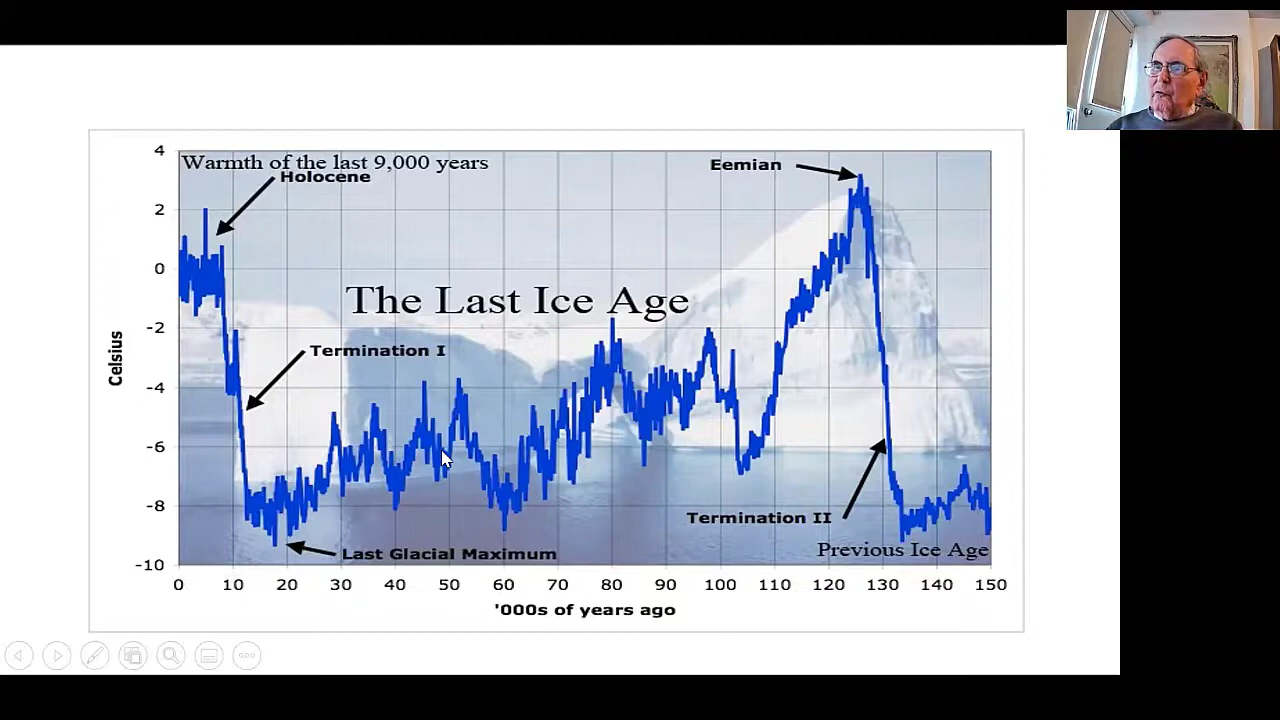 4
Warmth of the last 9,000 years
Holocene
Eemian
2
0
The Last Ice Age
-2
Termination I
Celsius
-4
-6
-8
Termination II
Last Glacial Maximum
Previous Ice Age
-10
0 10 20 30 40 50 60 70 80 90 100 110 120 130 140 150
'000s of years ago